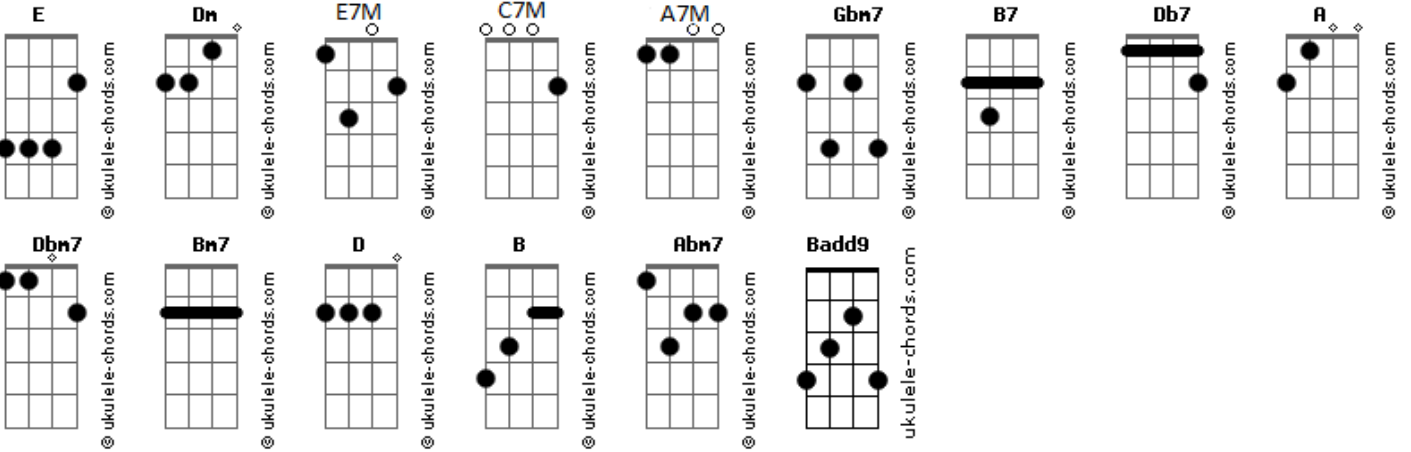 E Dm E7M C7M A7M Gbm7 B7 Db7 A
© ukulele-chords.com © ukulele-chords.com © ukulele-chords.com © ukulele-chords.com © ukulele-chords.com © ukulele-chords.com © ukulele-chords.com © ukulele-chords.com © ukulele-chords.com
Dbm7 Bm7 D B Abm7 Badd9
© ukulele-chords.com © ukulele-chords.com © ukulele-chords.com © ukulele-chords.com © ukulele-chords.com ukulele-chords.com